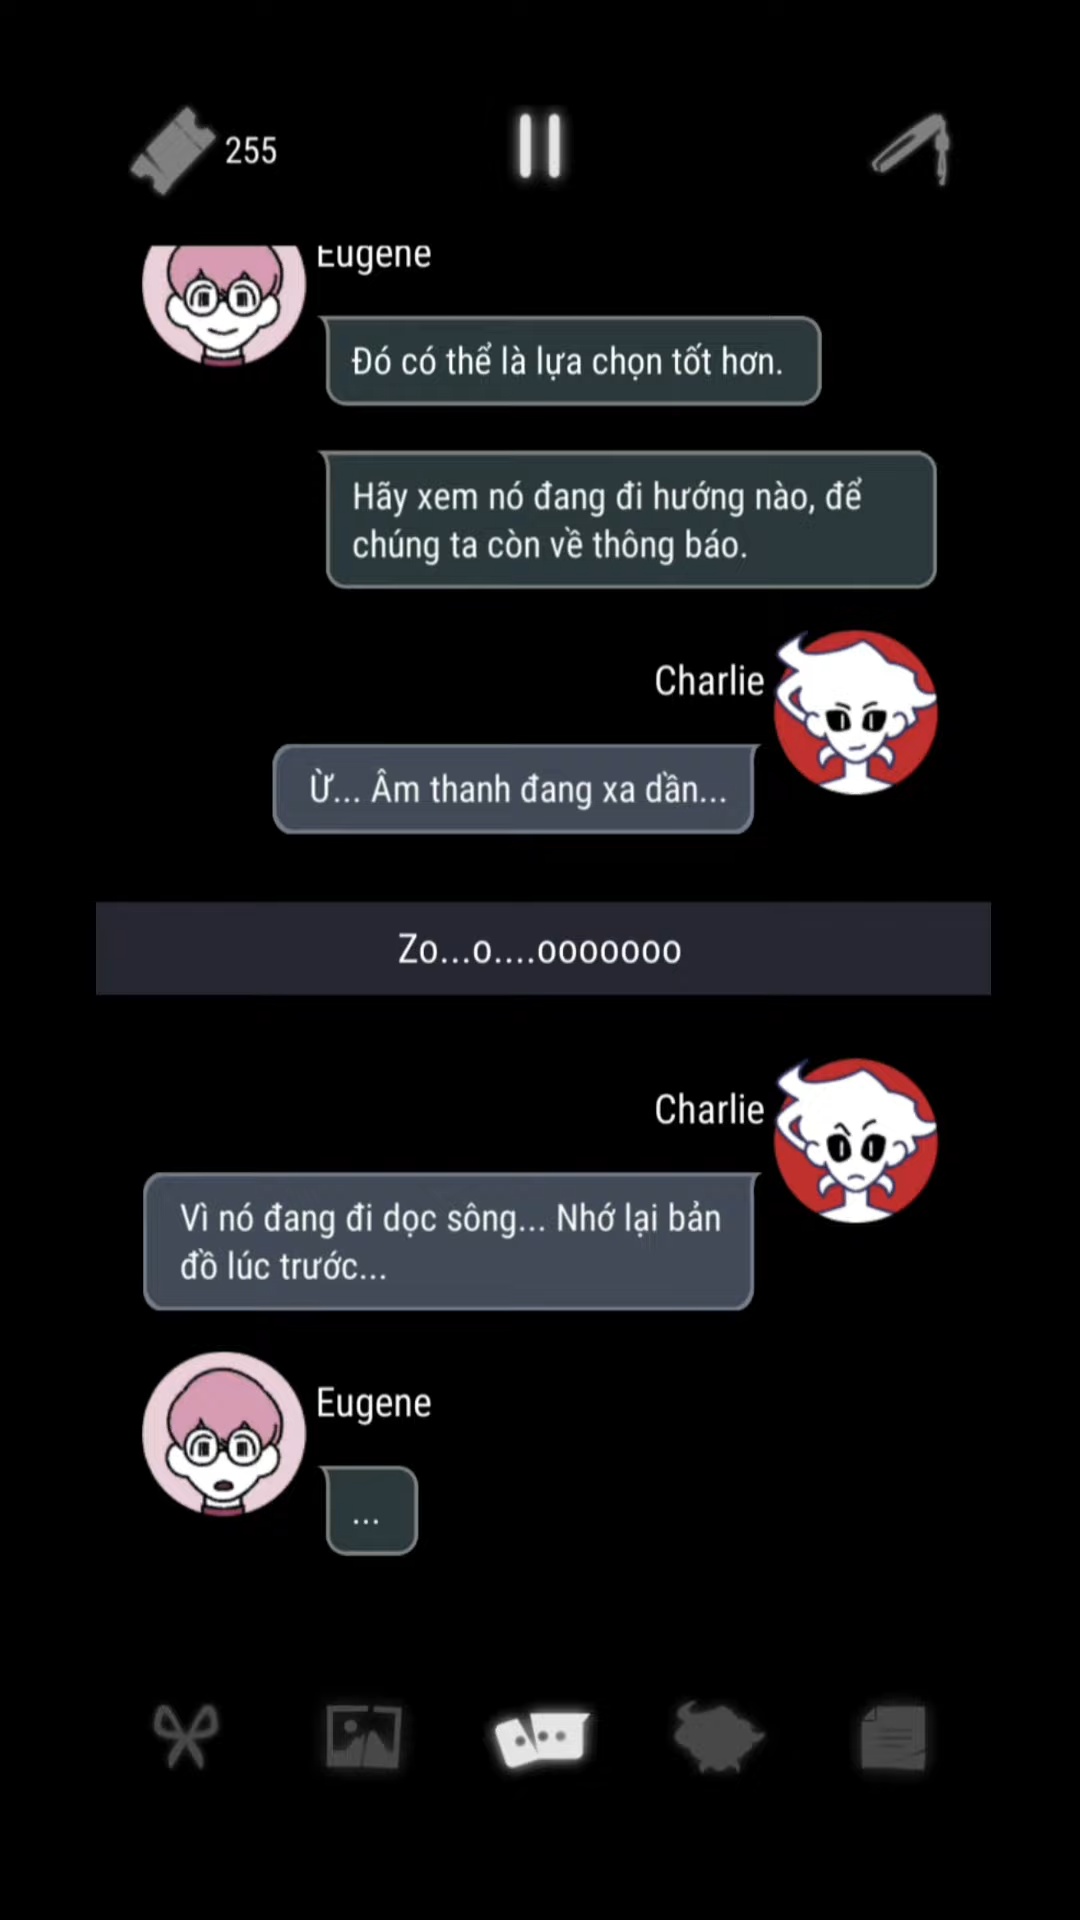 255
Eugene
Đó có thể là lựa chọn tốt hơn.
Hãy xem nó đang đi hướng nào, để
chúng ta còn về thông báo.
Charlie
Ừ... Âm thanh đang xa dần...
Zo...o....ooooooo
Charlie
Vì nó đang đi dọc sông... Nhớ lại bản
đồ lúc trước...
Eugene
...